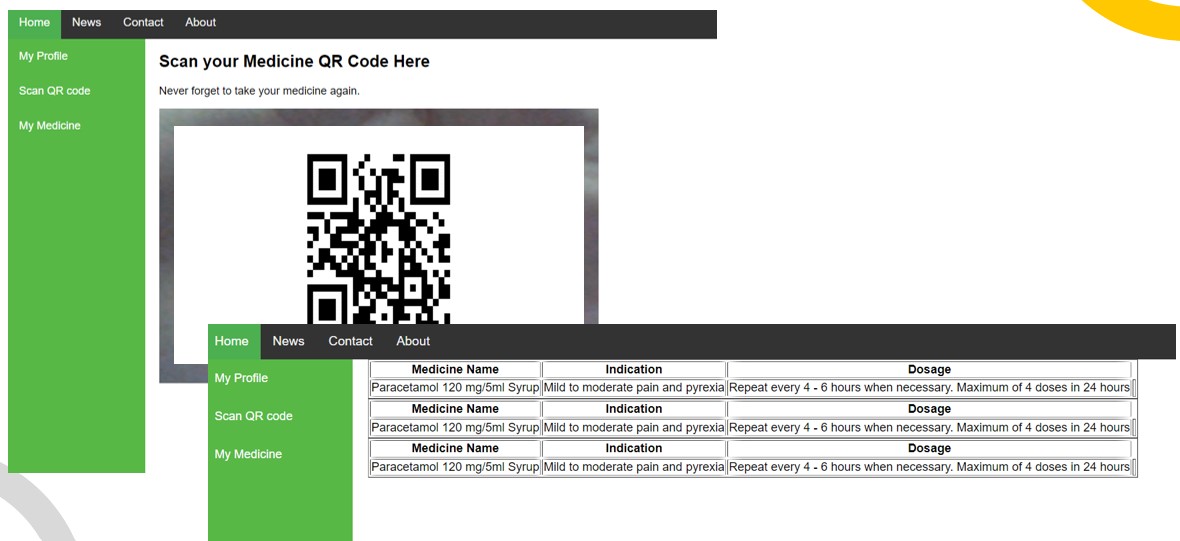 Home News Contact About
My Profile
Scan QR code
My Medicine
Scan your Medicine QR Code Here
Never forget to take your medicine again.
Home News Contact About
My Profile
Scan QR code
My Medicine
Medicine Name Indication Dosage
Paracetamol 120 mg/5ml Syrup Mild to moderate pain and pyrexia Repeat every 4 - 6 hours when necessary. Maximum of 4 doses in 24 hours
Medicine Name Indication Dosage
Paracetamol 120 mg/5ml Syrup Mild to moderate pain and pyrexia Repeat every 4 - 6 hours when necessary. Maximum of 4 doses in 24 hours
Medicine Name Indication Dosage
Paracetamol 120 mg/5ml Syrup Mild to moderate pain and pyrexia Repeat every 4 - 6 hours when necessary. Maximum of 4 doses in 24 hours